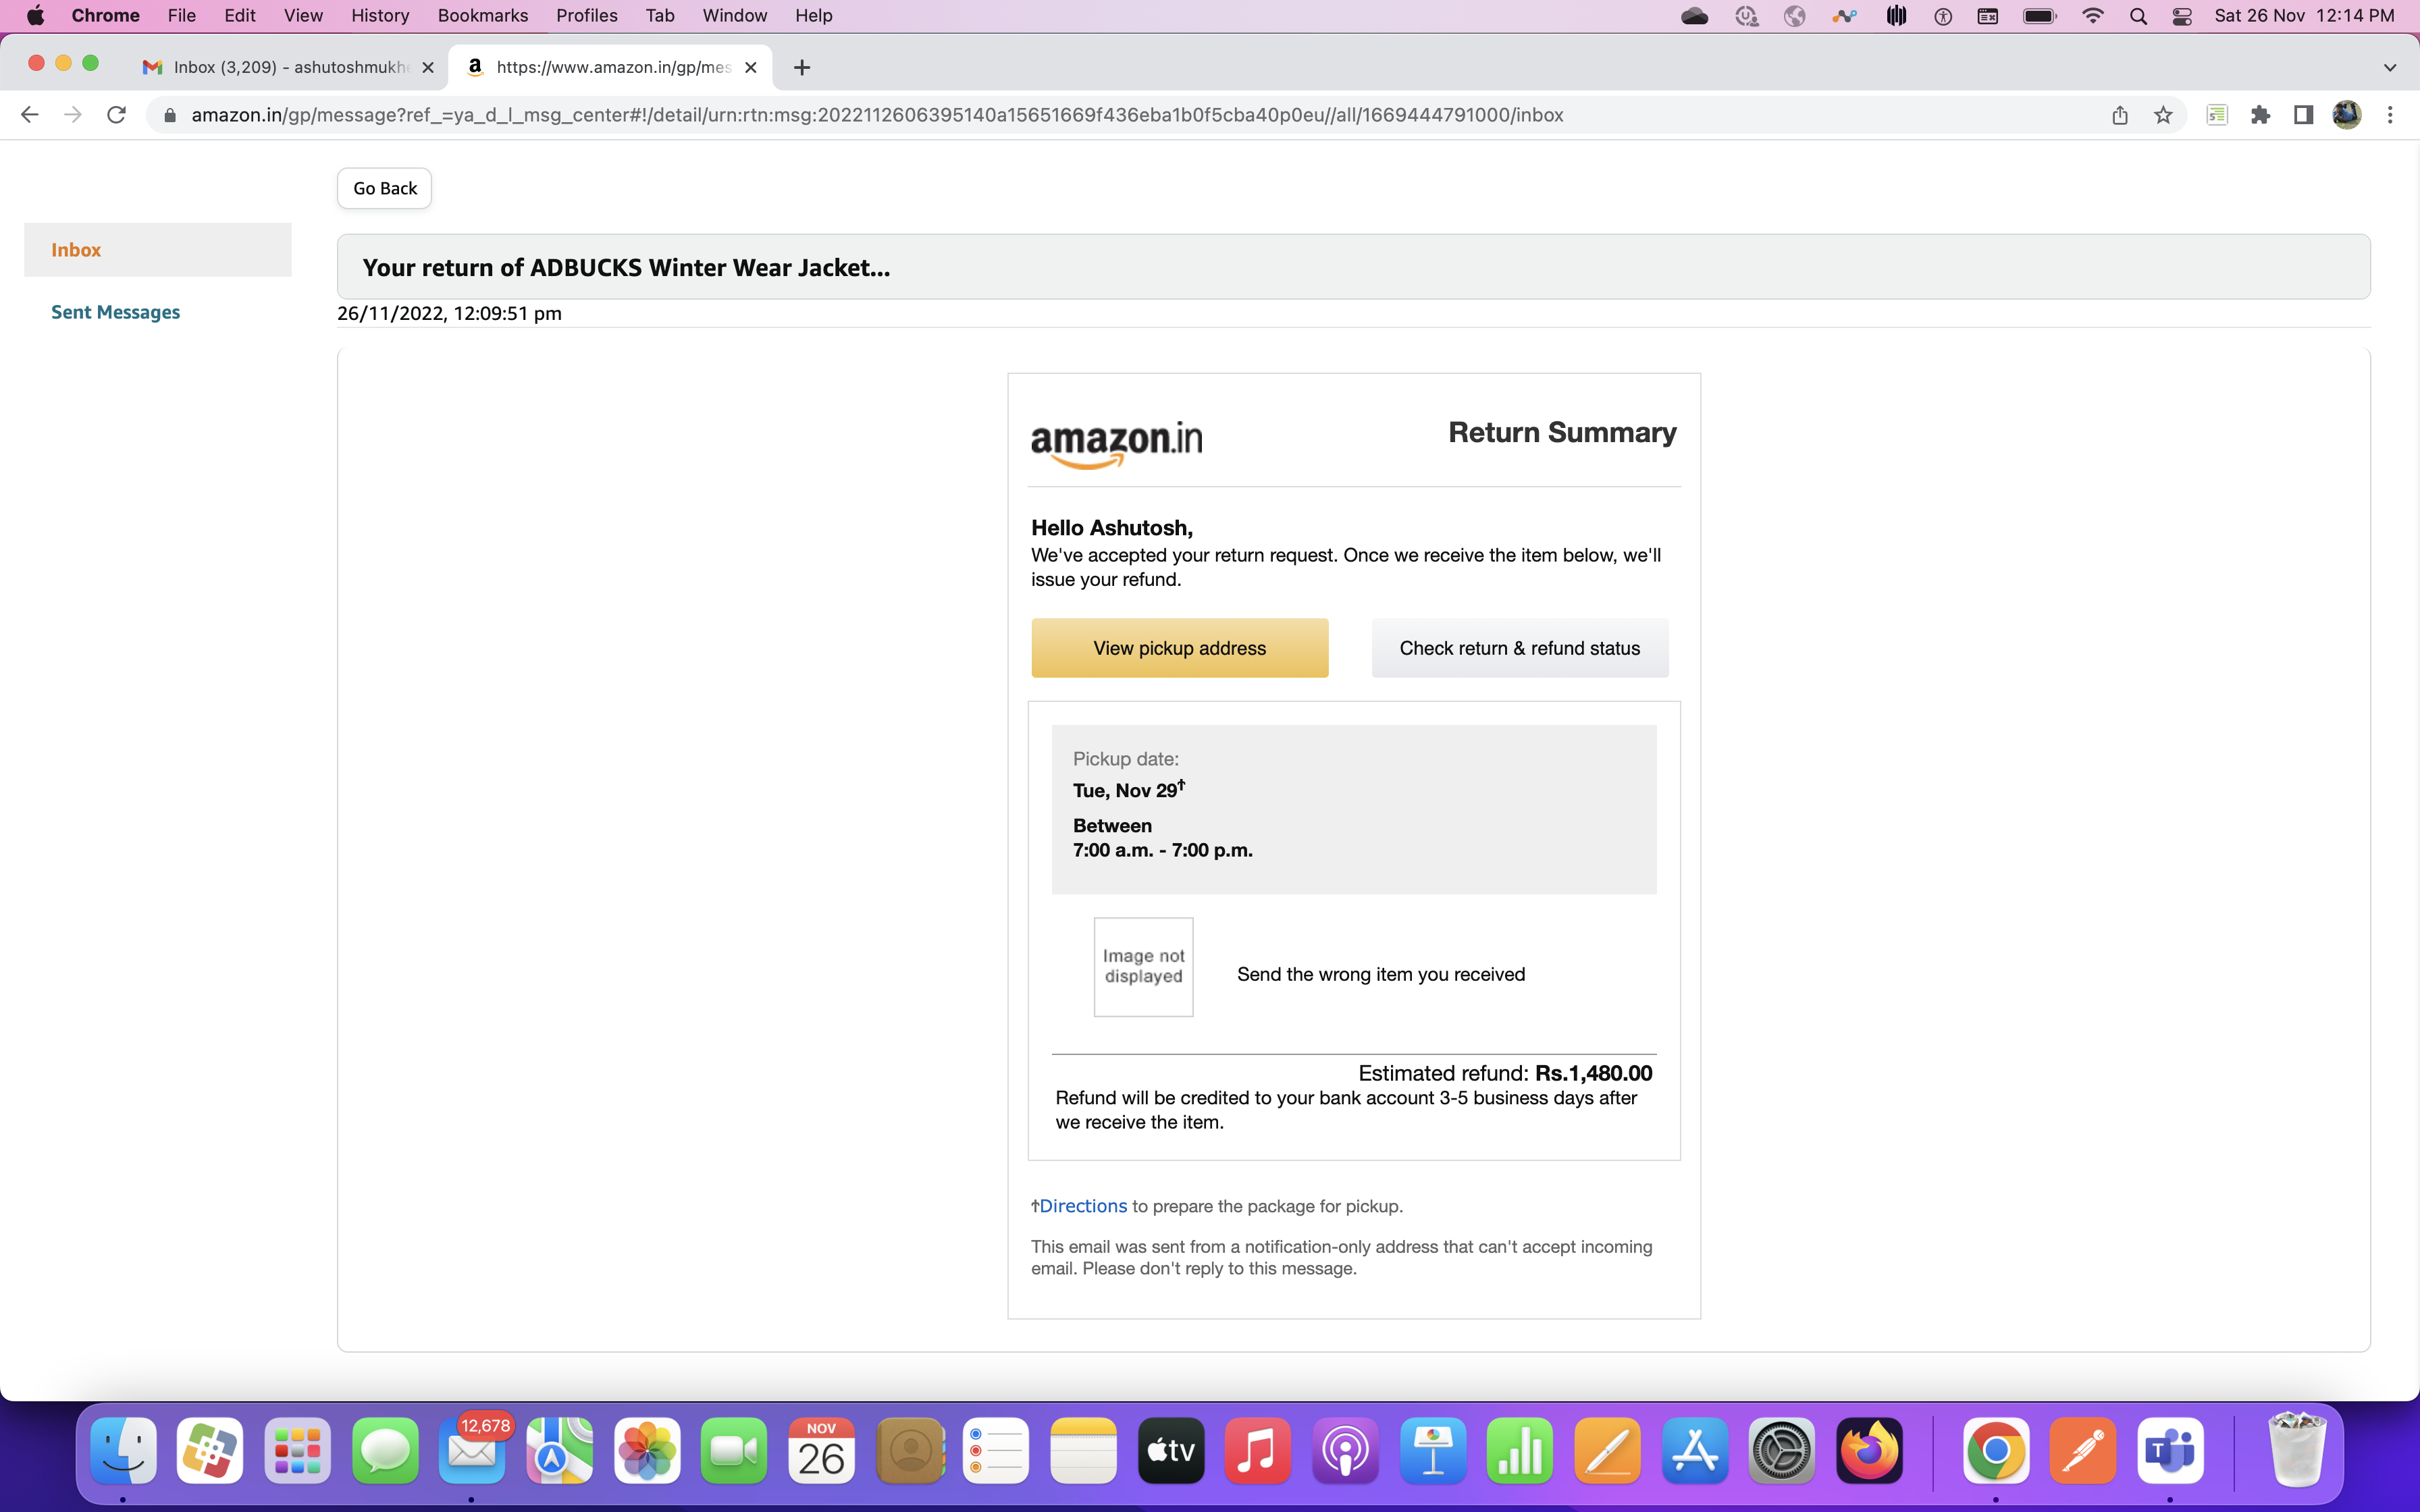 Chrome File Edit View History Bookmarks Profiles Tab Window Help Sat 26 Nov 12:14 PM
Inbox (3,209) - ashutoshmukhe
https://www.amazon.in/gp/mes
amazon.in/gp/message?ref_=ya_d_l_msg_center#!/detail/urn:rtn:msg:2022112606395140a15651669f436eba1b0f5cba40p0eu//all/1669444791000/inbox
Go Back
Inbox
Sent Messages
Your return of ADBUCKS Winter Wear Jacket...
26/11/2022, 12:09:51 pm
amazon.in
Return Summary
Hello Ashutosh,
We've accepted your return request. Once we receive the item below, we'll
issue your refund.
View pickup address
Check return & refund status
Pickup date:
Tue, Nov 29†
Between
7:00 a.m. - 7:00 p.m.
Image not
displayed
Send the wrong item you received
Estimated refund: Rs.1,480.00
Refund will be credited to your bank account 3-5 business days after
we receive the item.
†Directions to prepare the package for pickup.
This email was sent from a notification-only address that can't accept incoming
email. Please don't reply to this message.
12,678
NOV
26
tv